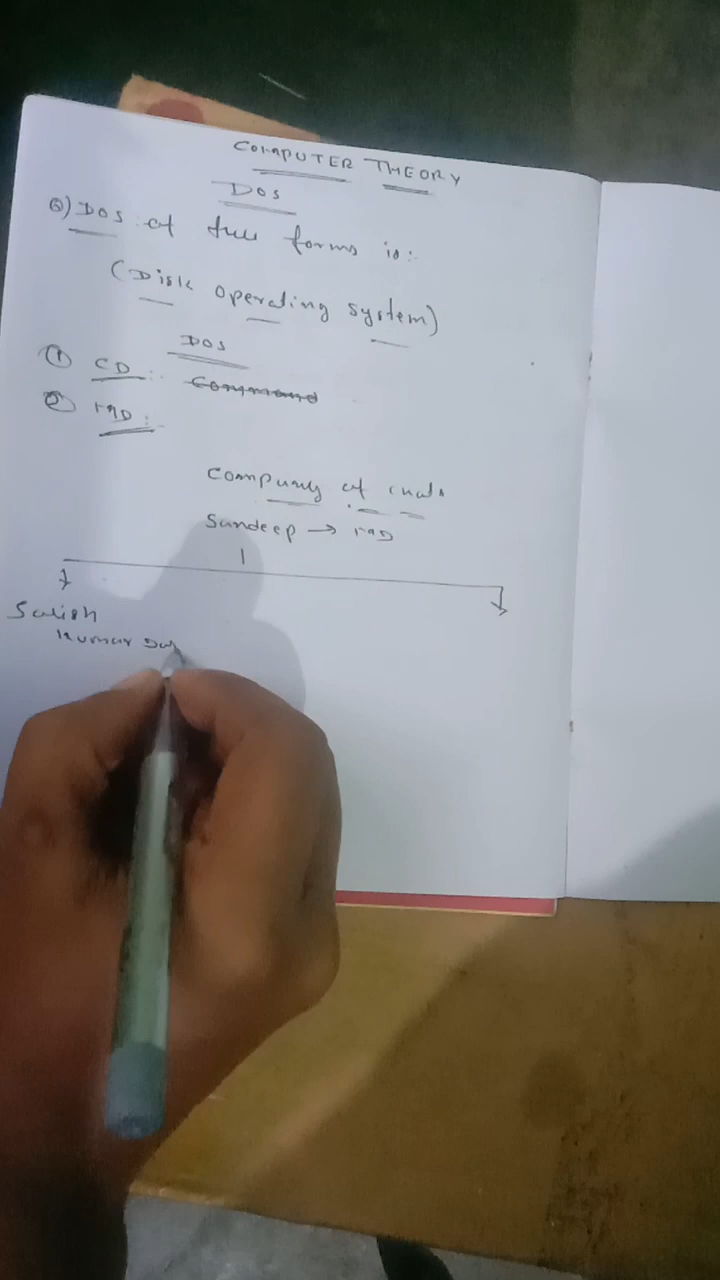 COMPUTER THEORY
DOS
Q) DOS of full forms is:-
(Disk operating system)
DOS
① CD:- Command
② MD:-
Company of
Sandeep → MD
Satish
Kumar